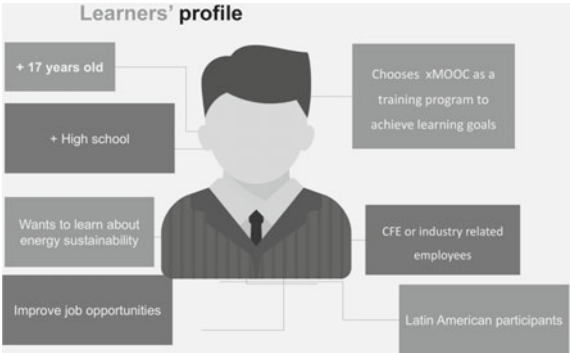 Learners' profile
+ 17 years old
+ High school
Wants to learn about
energy sustainability
Improve job opportunities
Chooses xMOOC as a
training program to
achieve learning goals
CFE or industry related
employees
Latin American participants